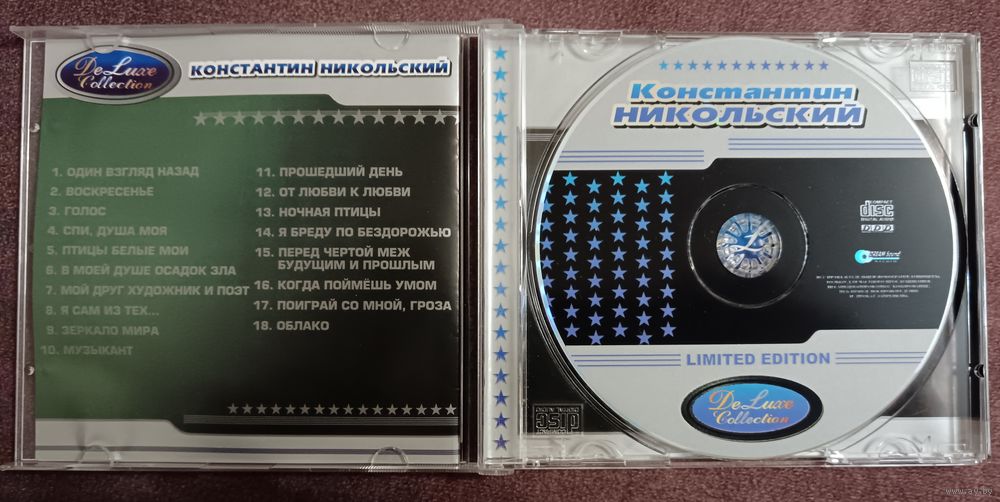 DeLuxe
Collection
КОНСТАНТИН НИКОЛЬСКИЙ
1. ОДИН ВЗГЛЯД НАЗАД
2. ВОСКРЕСЕНЬЕ
3. ГОЛОС
4. СПИ, ДУША МОЯ
5. ПТИЦЫ БЕЛЫЕ МОИ
6. В МОЕЙ ДУШЕ ОСАДОК ЗЛА
7. МОЙ ДРУГ ХУДОЖНИК И ПОЭТ
8. Я САМ ИЗ ТЕХ...
9. ЗЕРКАЛО МИРА
10. МУЗЫКАНТ
11. ПРОШЕДШИЙ ДЕНЬ
12. ОТ ЛЮБВИ К ЛЮБВИ
13. НОЧНАЯ ПТИЦЫ
14. Я БРЕДУ ПО БЕЗДОРОЖЬЮ
15. ПЕРЕД ЧЕРТОЙ МЕЖ
БУДУЩИМ И ПРОШЛЫМ
16. КОГДА ПОЙМЁШЬ УМОМ
17. ПОИГРАЙ СО МНОЙ, ГРОЗА
18. ОБЛАКО
Константин
НИКОЛЬСКИЙ
COMPACT
disc
DIGITAL AUDIO
DDD
LIMITED EDITION
DeLuxe
Collection
www.ay.by